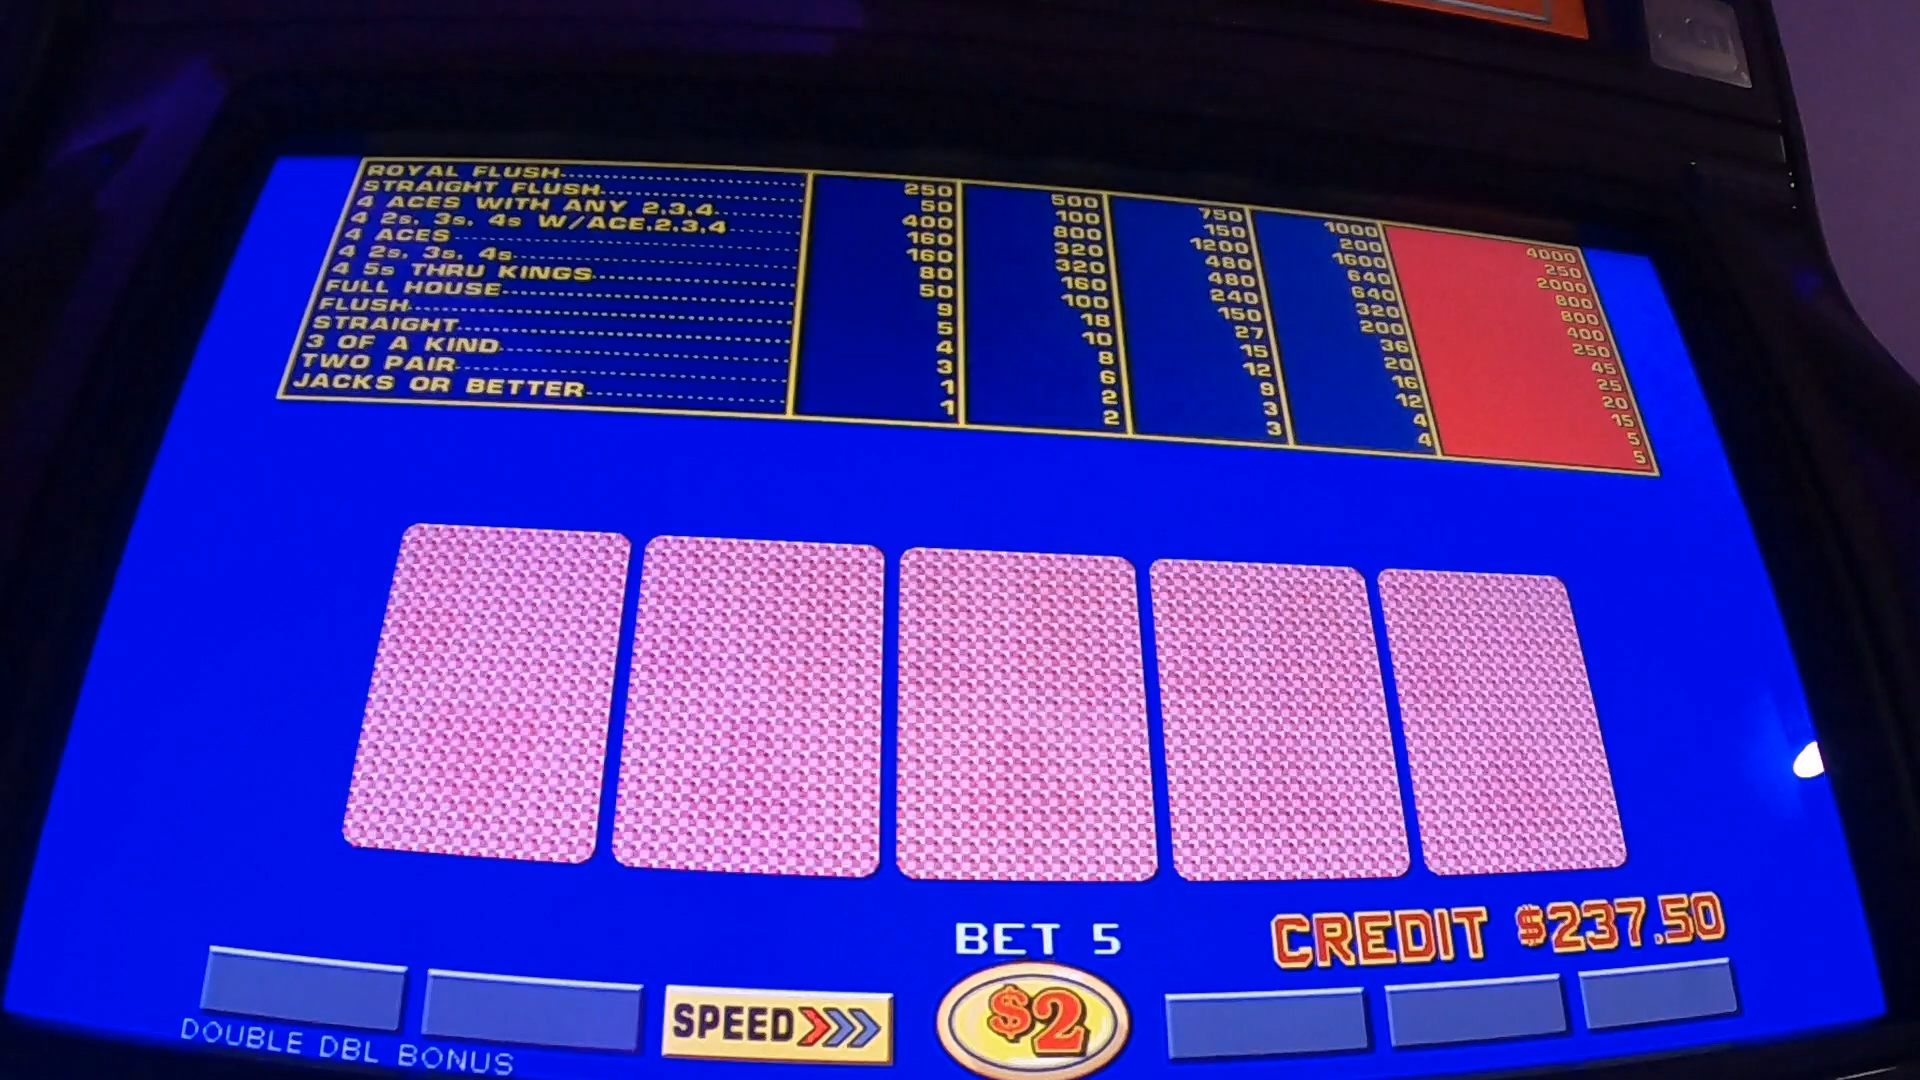 ROYAL FLUSH 250 500 750 1000 4000
STRAIGHT FLUSH 50 100 150 200 250
4 ACES WITH ANY 2,3,4 400 800 1200 1600 2000
4 2s, 3s, 4s W/ACE,2,3,4 160 320 480 640 800
4 ACES 160 320 480 640 800
4 2s, 3s, 4s 80 160 240 320 400
4 5s THRU KINGS 50 100 150 200 250
FULL HOUSE 9 18 27 36 45
FLUSH 5 10 15 20 25
STRAIGHT 4 8 12 16 20
3 OF A KIND 3 6 9 12 15
TWO PAIR 1 2 3 4 5
JACKS OR BETTER 1 2 3 4 5
BET 5
CREDIT $237.50
SPEED
$2
DOUBLE DBL BONUS